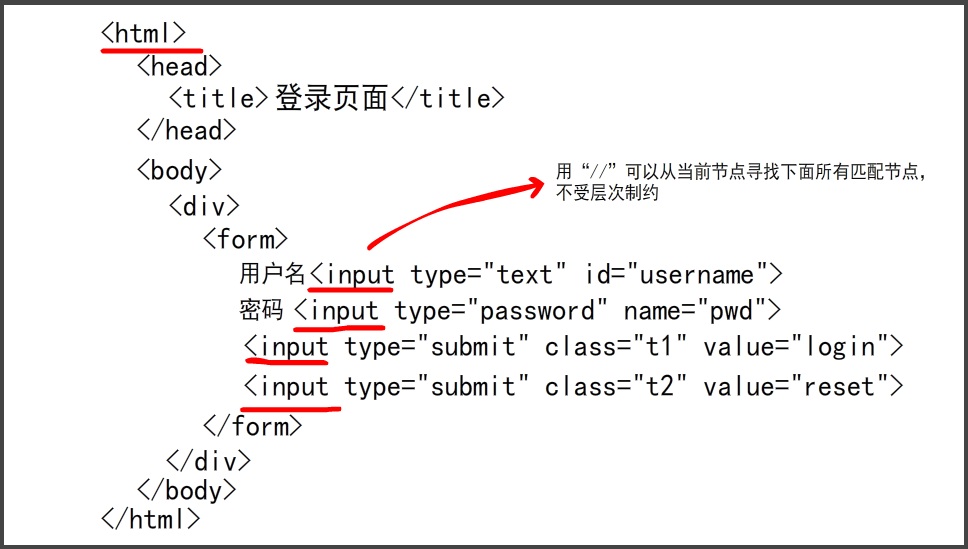 <html>
<head>
<title>登录页面</title>
</head>
<body>
用“//”可以从当前节点寻找下面所有匹配节点，
不受层次制约
<div>
<form>
用户名<input type="text" id="username">
密码 <input type="password" name="pwd">
<input type="submit" class="t1" value="login">
<input type="submit" class="t2" value="reset">
</form>
</div>
</body>
</html>